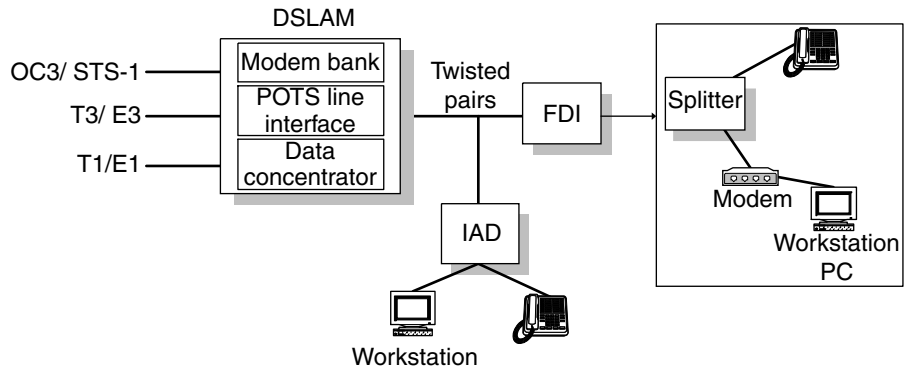 DSLAM
OC3/ STS-1
T3/ E3
T1/E1
Modem bank
POTS line
interface
Data
concentrator
Twisted
pairs
FDI
Splitter
Modem
Workstation
PC
IAD
Workstation